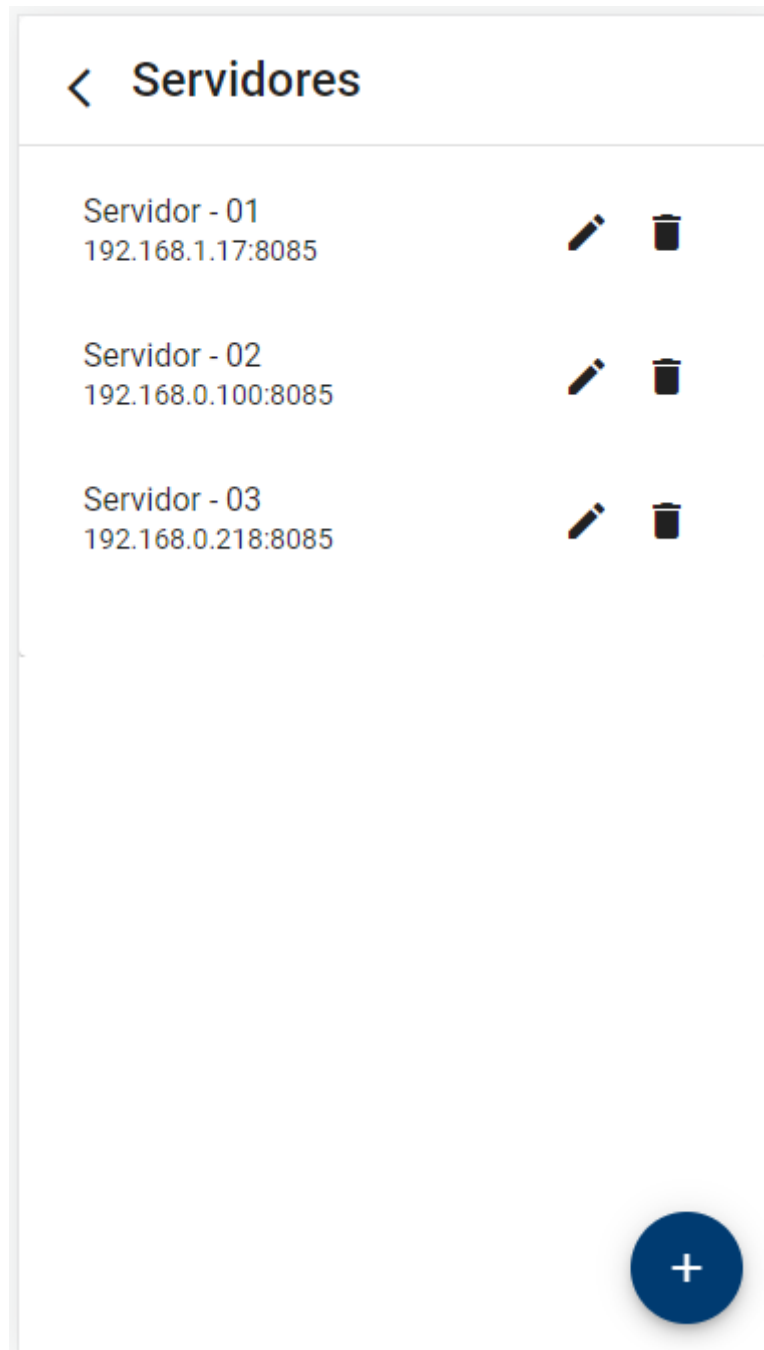 Servidores
Servidor - 01
192.168.1.17:8085
Servidor - 02
192.168.0.100:8085
Servidor - 03
192.168.0.218:8085